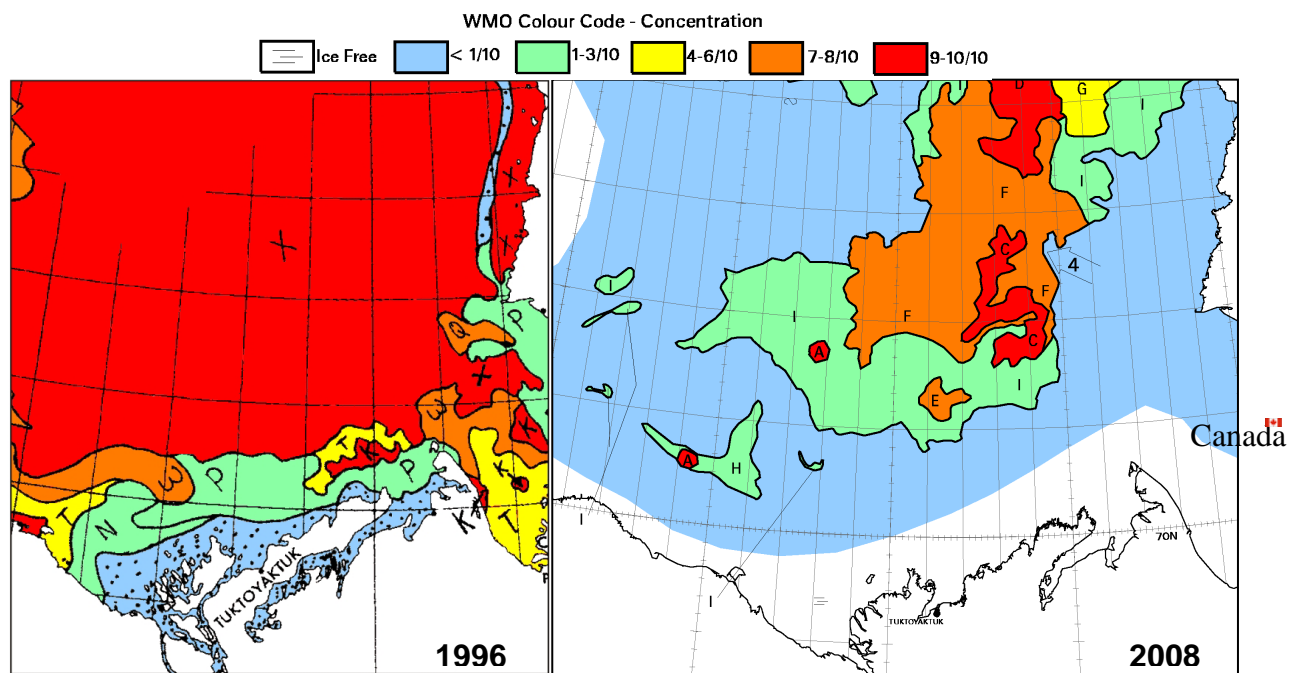 WMO Colour Code - Concentration
Ice Free
< 1/10
1-3/10
4-6/10
7-8/10
9-10/10
X
X
X
Q
P
X
W
K
T
K
P
K
W
P
T
N
K
T
TUKTOYAKTUK
1996
I
D
G
I
I
F
C
4
I
F
I
F
A
C
I
E
A
H
I
70N
I
TUKTOYAKTUK
2008
Canada